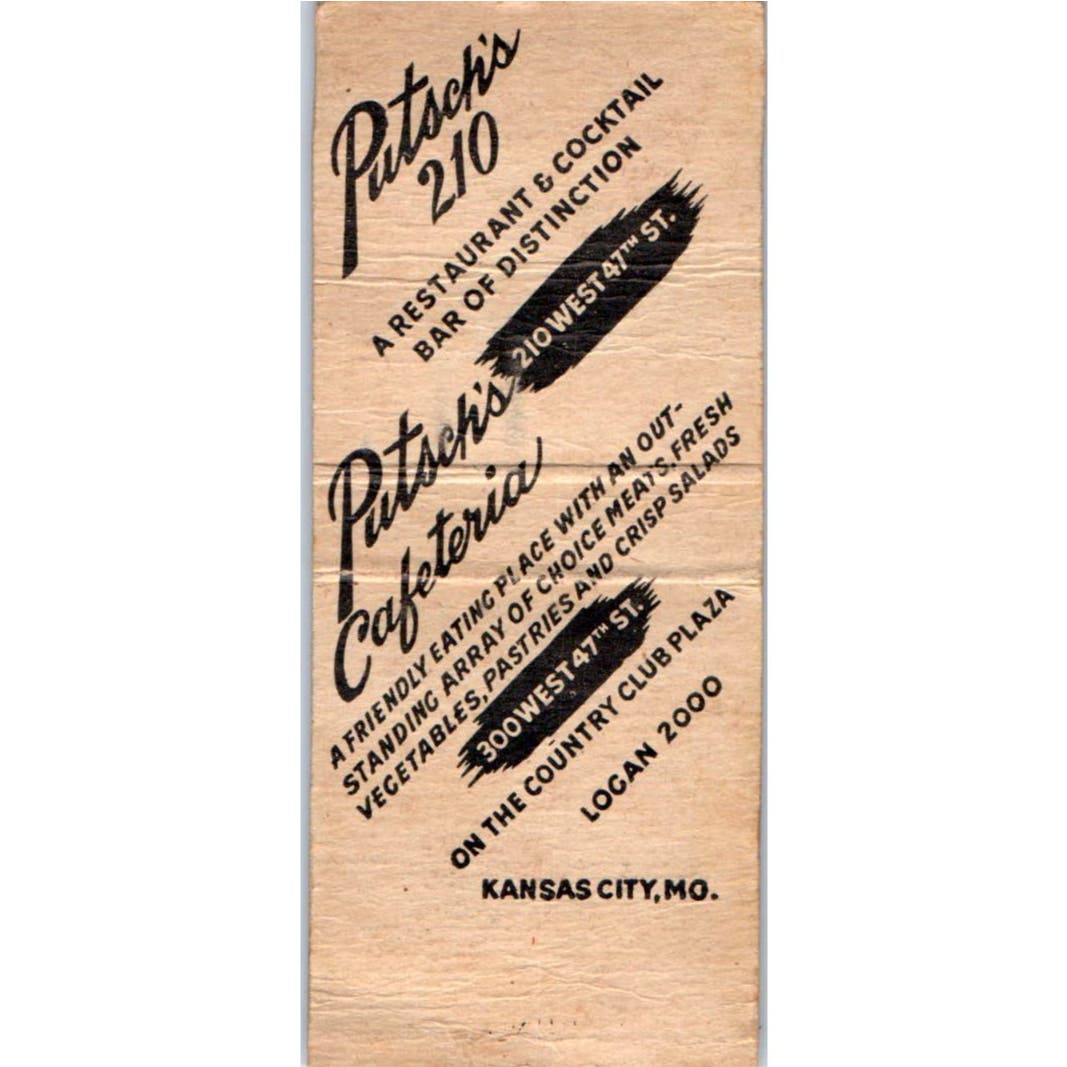 Putsch's
210
A RESTAURANT & COCKTAIL
BAR OF DISTINCTION
210 WEST 47TH ST.
Putsch's
Cafeteria
A FRIENDLY EATING PLACE WITH AN OUT-
STANDING ARRAY OF CHOICE MEATS, FRESH
VEGETABLES, PASTRIES AND CRISP SALADS
300 WEST 47TH ST.
ON THE COUNTRY CLUB PLAZA
LOGAN 2000
KANSAS CITY, MO.